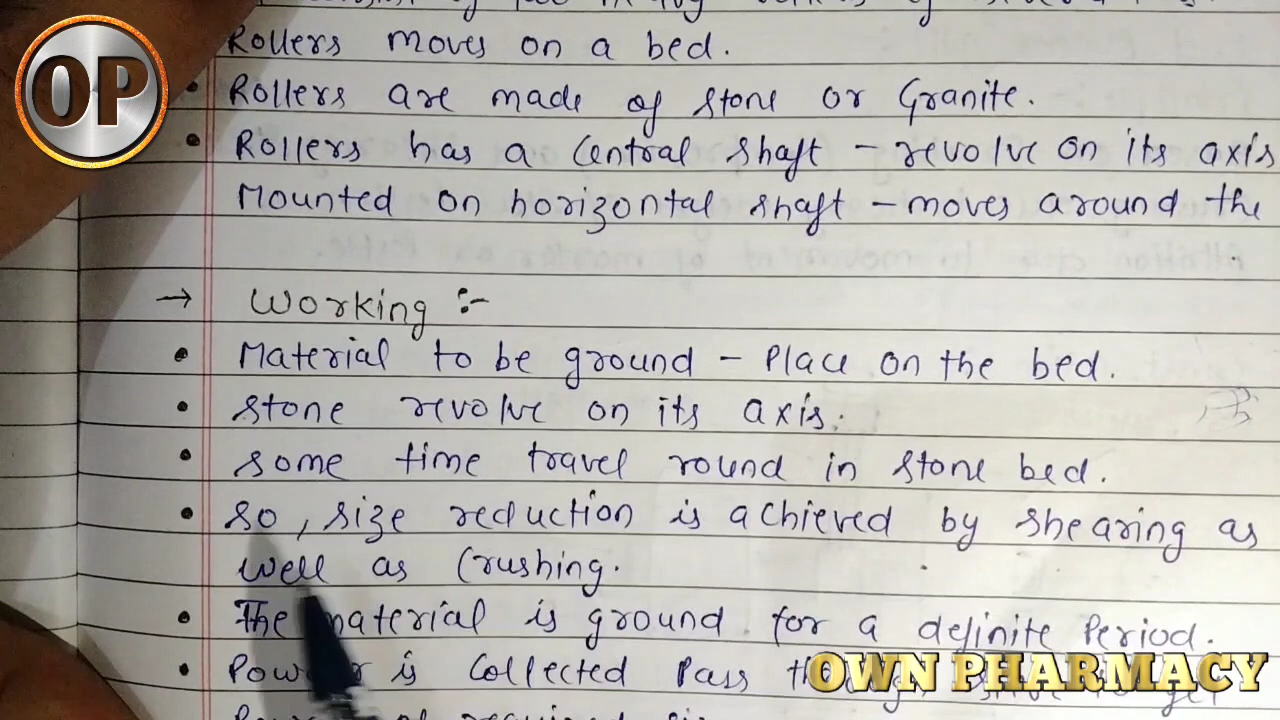 OP
Rollers moves on a bed.
• Rollers are made of stone or Granite.
• Rollers has a Central shaft – revolve on its axis
Mounted on horizontal shaft – moves around the
→ Working :-
• Material to be ground – Place on the bed.
• Stone revolve on its axis.
• Some time travel round in stone bed.
• So, size reduction is achieved by shearing as
well as Crushing.
• The material is ground for a definite Period.
• Powder is Collected Pass through
OWN PHARMACY